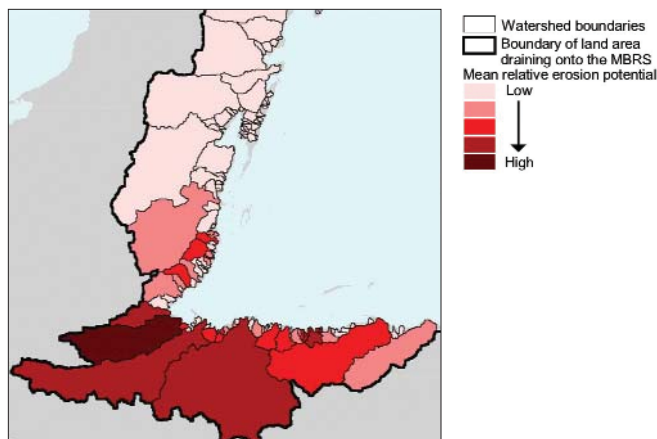 Watershed boundaries
Boundary of land area
draining onto the MBRS
Mean relative erosion potential
Low
High